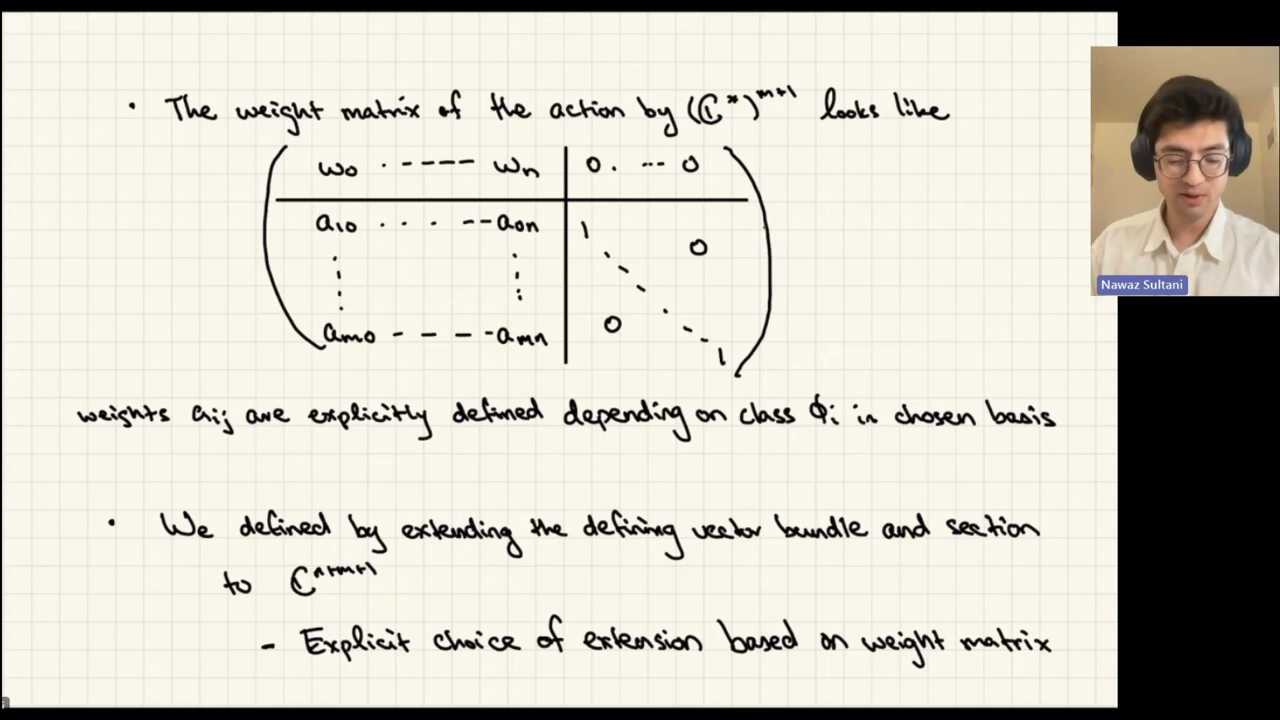 • The weight matrix of the action by (ℂ*)^{m+1} looks like
w₀ · - - - - wₙ | 0 . --- 0
a₁₀ · · · - - a₀ₙ | 1 0
aₘ₀ - - - - aₘₙ | 0 1
weights aᵢⱼ are explicitly defined depending on class ϕᵢ in chosen basis
• We defined by extending the defining vector bundle and section
to ℂ^{n+m+1}
- Explicit choice of extension based on weight matrix
Nawaz Sultani